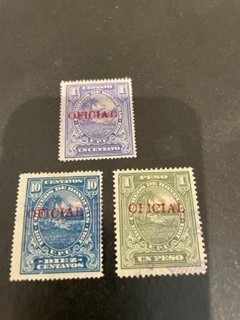 1 CENTAVO 1
OFICIAL
UN CENTAVO
10 CENTAVOS 10
OFICIAL
DIEZ
CENTAVOS
1 PESO 1
OFICIAL
UN PESO